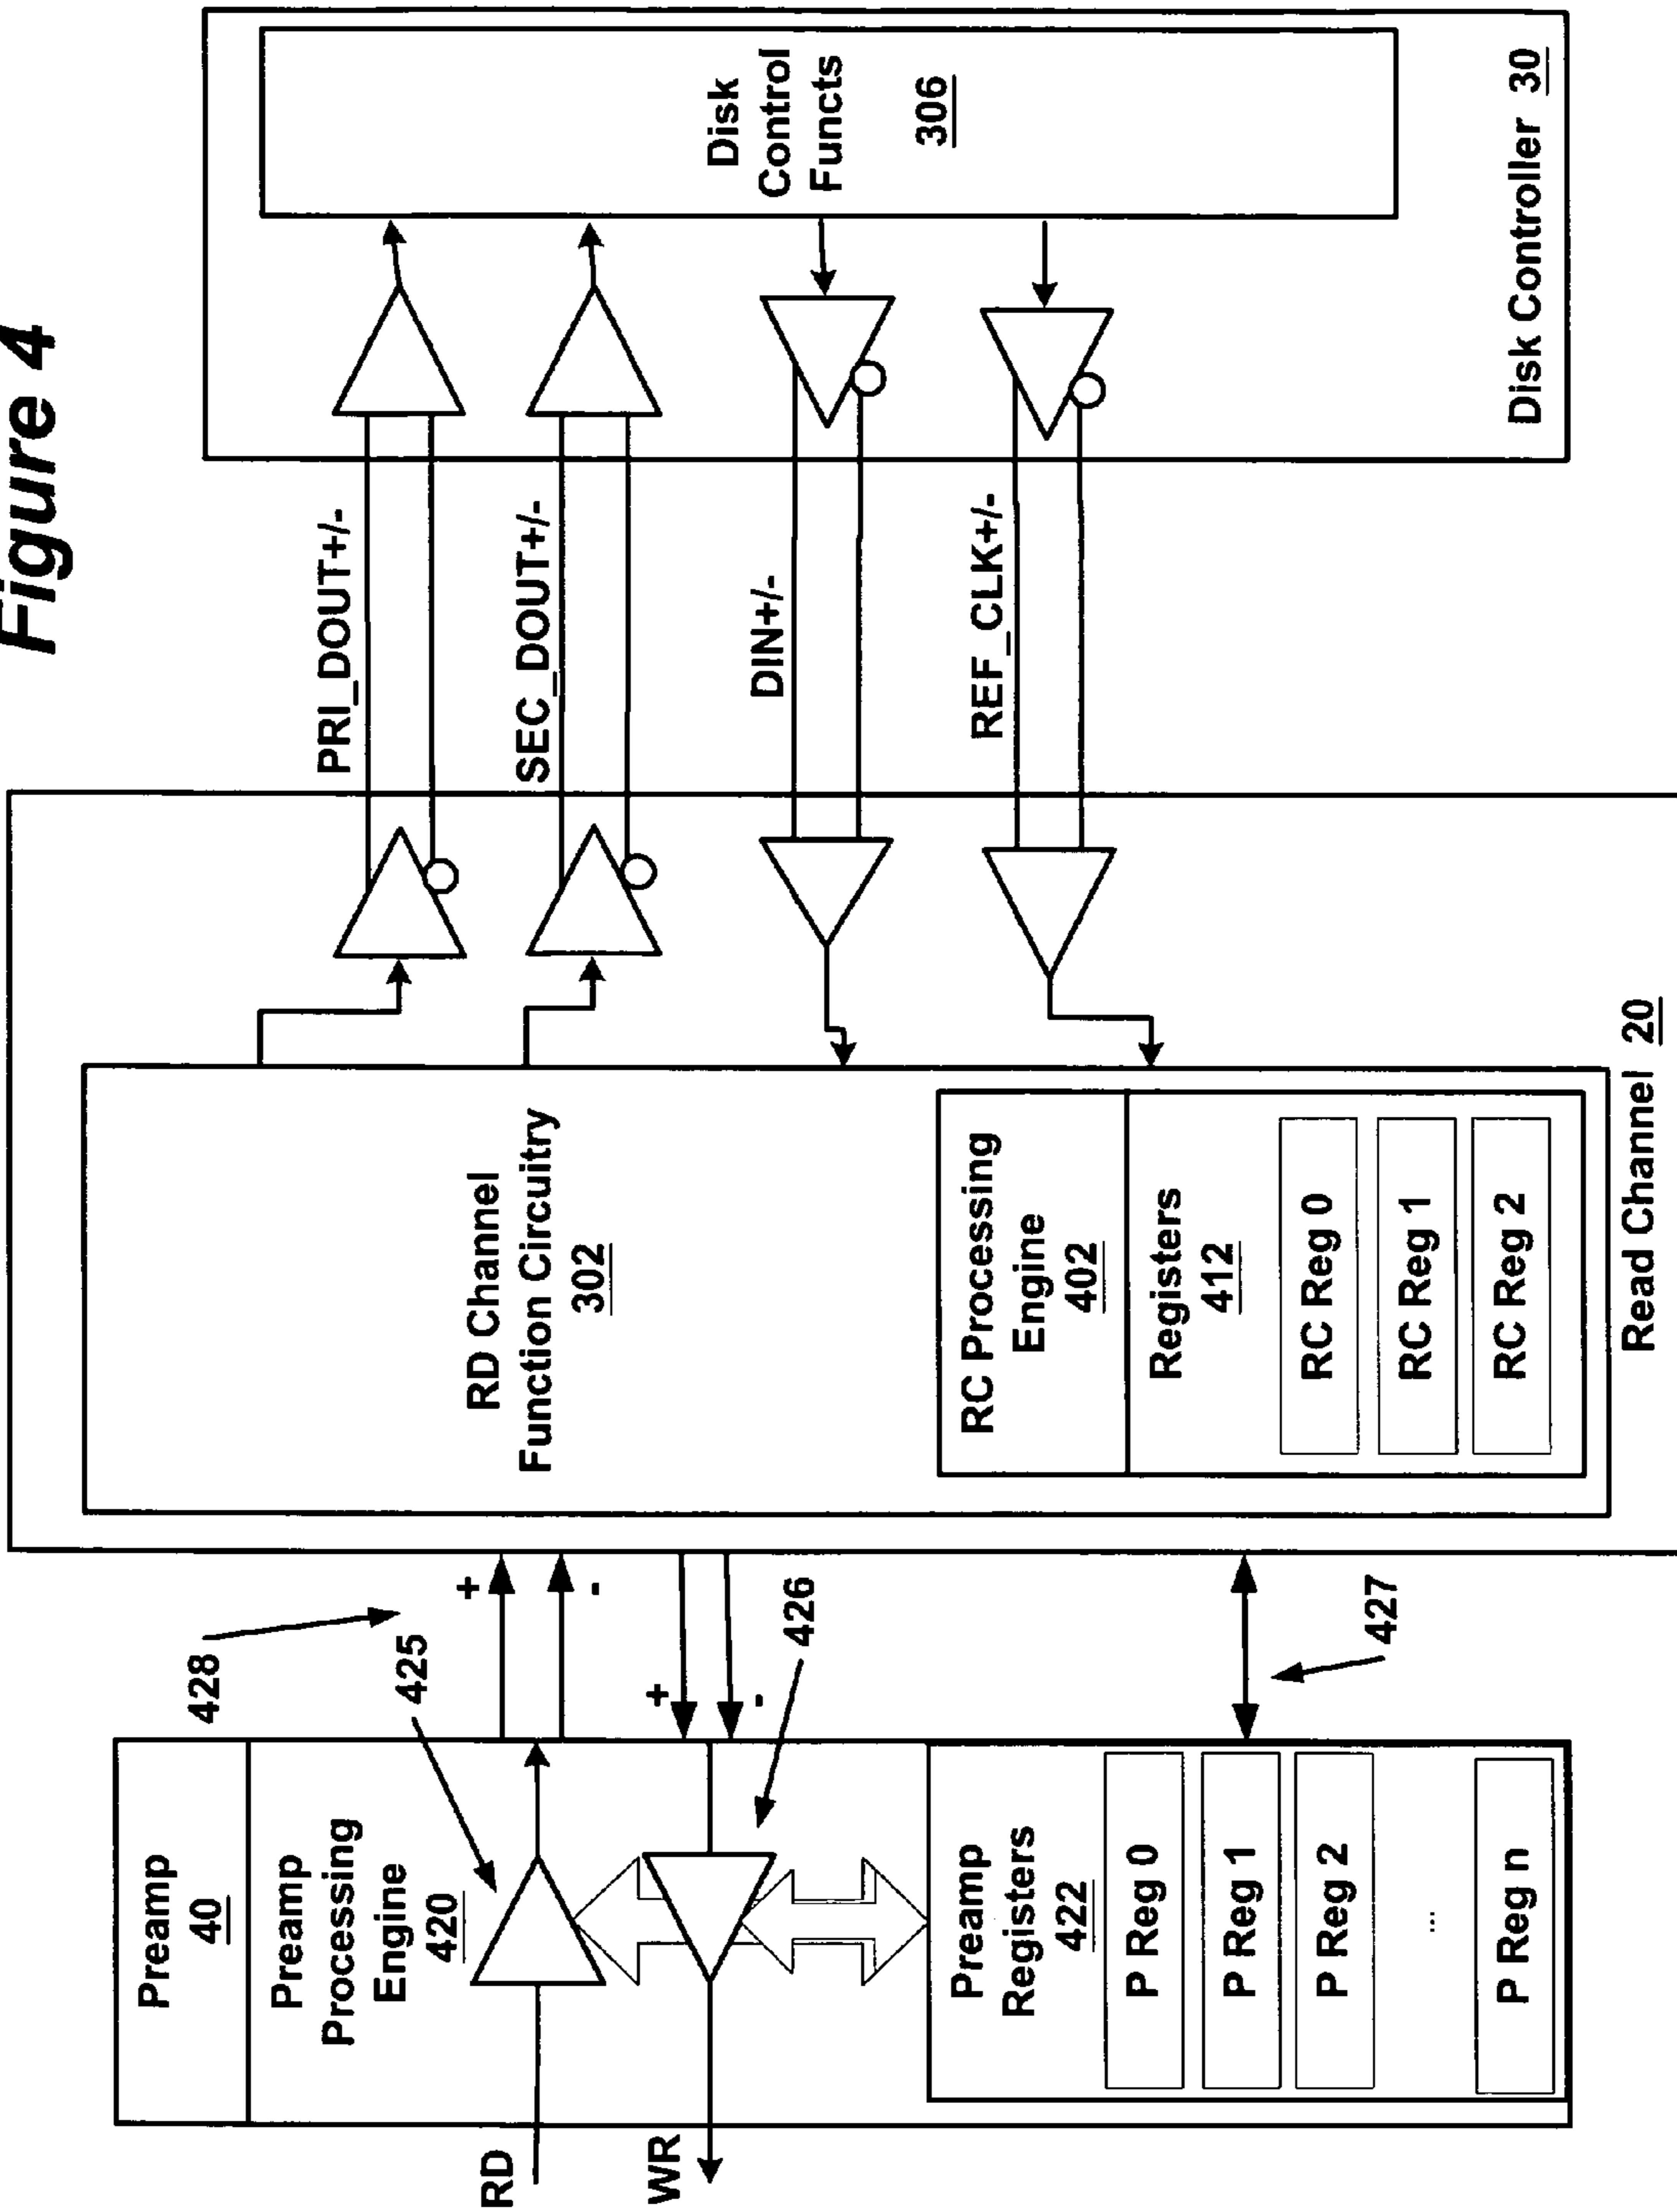 Figure 4
Preamp
40
Preamp
Processing
Engine
420
RD
WR
425
426
428
427
+
-
+
-
Preamp
Registers
422
P Reg 0
P Reg 1
P Reg 2
...
P Reg n
RD Channel
Function Circuitry
302
RC Processing
Engine
402
Registers
412
RC Reg 0
RC Reg 1
RC Reg 2
Read Channel 20
PRI_DOUT+/-
SEC_DOUT+/-
DIN+/-
REF_CLK+/-
Disk
Control
Functs
306
Disk Controller 30